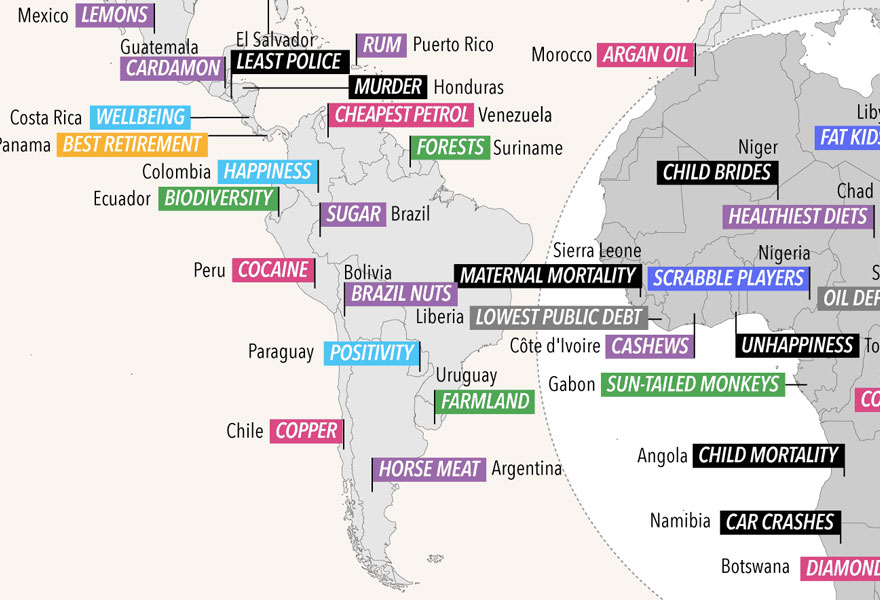 Mexico LEMONS
Guatemala
CARDAMON
El Salvador
LEAST POLICE
RUM Puerto Rico
MURDER Honduras
Costa Rica WELLBEING
Panama BEST RETIREMENT
CHEAPEST PETROL Venezuela
FORESTS Suriname
Colombia HAPPINESS
Ecuador BIODIVERSITY
SUGAR Brazil
Peru COCAINE
Bolivia
BRAZIL NUTS
Paraguay POSITIVITY
Uruguay
FARMLAND
Chile COPPER
HORSE MEAT Argentina
Morocco ARGAN OIL
Liby
FAT KIDS
Niger
CHILD BRIDES
Chad
HEALTHIEST DIETS
Sierra Leone
MATERNAL MORTALITY
Nigeria
SCRABBLE PLAYERS
S
OIL DEP
Liberia LOWEST PUBLIC DEBT
Côte d'Ivoire CASHEWS
UNHAPPINESS To
Gabon SUN-TAILED MONKEYS
CO
Angola CHILD MORTALITY
Namibia CAR CRASHES
Botswana DIAMOND